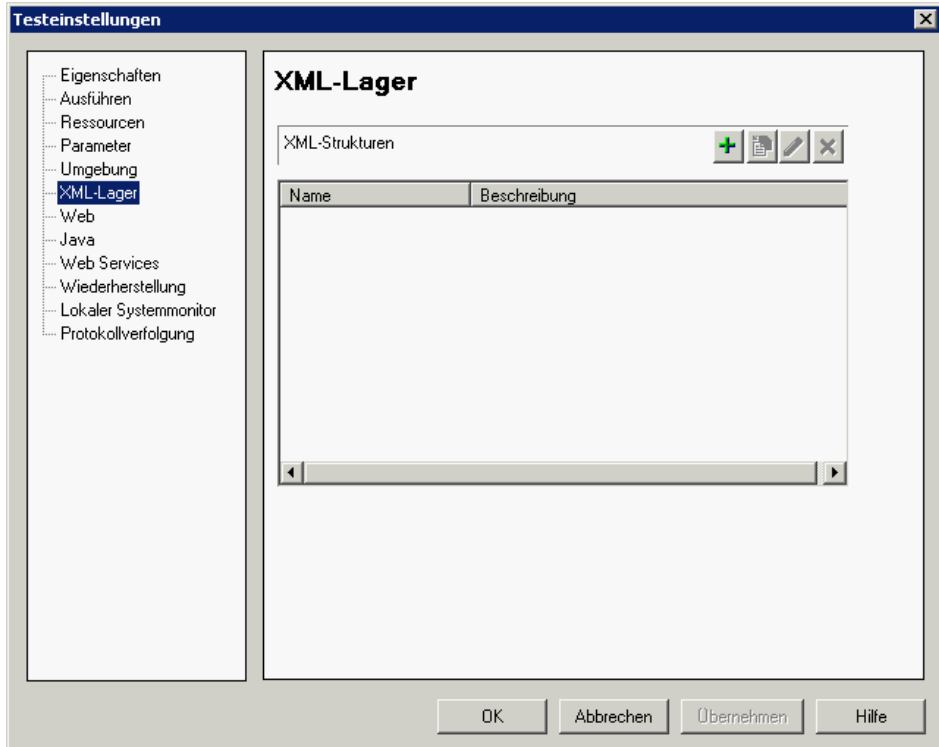 Testeinstellungen
Eigenschaften
Ausführen
Ressourcen
Parameter
Umgebung
XML-Lager
Web
Java
Web Services
Wiederherstellung
Lokaler Systemmonitor
Protokollverfolgung
XML-Lager
XML-Strukturen
Name Beschreibung
OK Abbrechen Übernehmen Hilfe